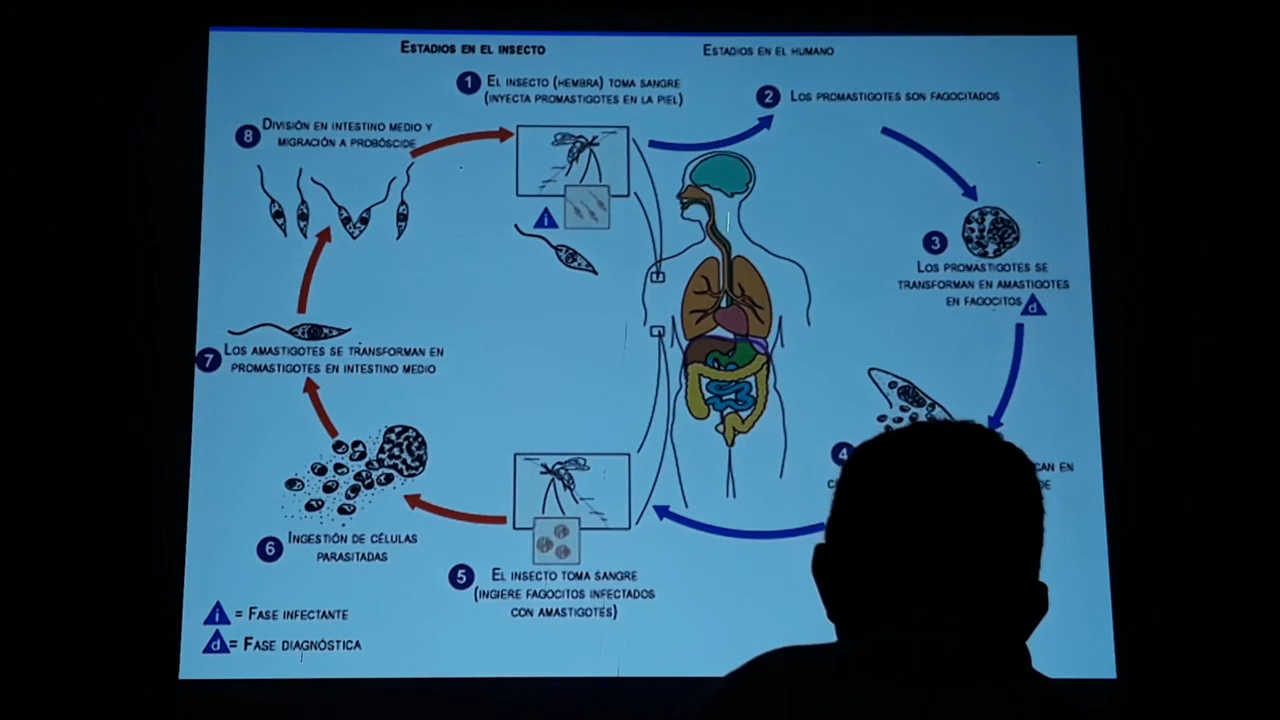 ESTADIOS EN EL INSECTO
ESTADIOS EN EL HUMANO
1 EL INSECTO (HEMBRA) TOMA SANGRE
(INYECTA PROMASTIGOTES EN LA PIEL)
2 LOS PROMASTIGOTES SON FAGOCITADOS
8 DIVISIÓN EN INTESTINO MEDIO Y
MIGRACIÓN A PROBÓSCIDE
i
3
LOS PROMASTIGOTES SE
TRANSFORMAN EN AMASTIGOTES
EN FAGOCITOS d
7 LOS AMASTIGOTES SE TRANSFORMAN EN
PROMASTIGOTES EN INTESTINO MEDIO
4
EN
DE
6 INGESTIÓN DE CÉLULAS
PARASITADAS
5 EL INSECTO TOMA SANGRE
(INGIERE FAGOCITOS INFECTADOS
CON AMASTIGOTES)
i = FASE INFECTANTE
d = FASE DIAGNÓSTICA